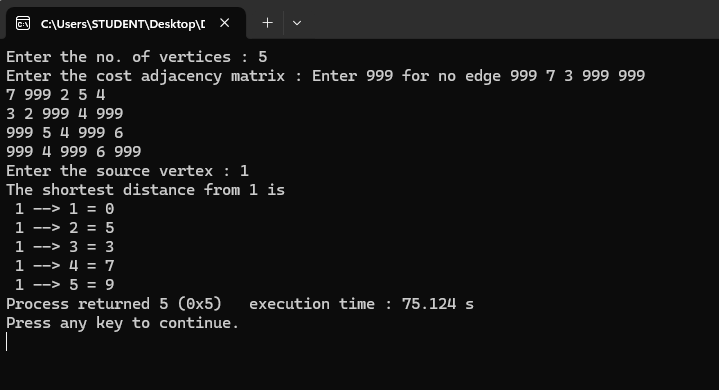 C:\Users\STUDENT\Desktop\D
Enter the no. of vertices : 5
Enter the cost adjacency matrix : Enter 999 for no edge 999 7 3 999 999
7 999 2 5 4
3 2 999 4 999
999 5 4 999 6
999 4 999 6 999
Enter the source vertex : 1
The shortest distance from 1 is
 1 --> 1 = 0
 1 --> 2 = 5
 1 --> 3 = 3
 1 --> 4 = 7
 1 --> 5 = 9
Process returned 5 (0x5)   execution time : 75.124 s
Press any key to continue.